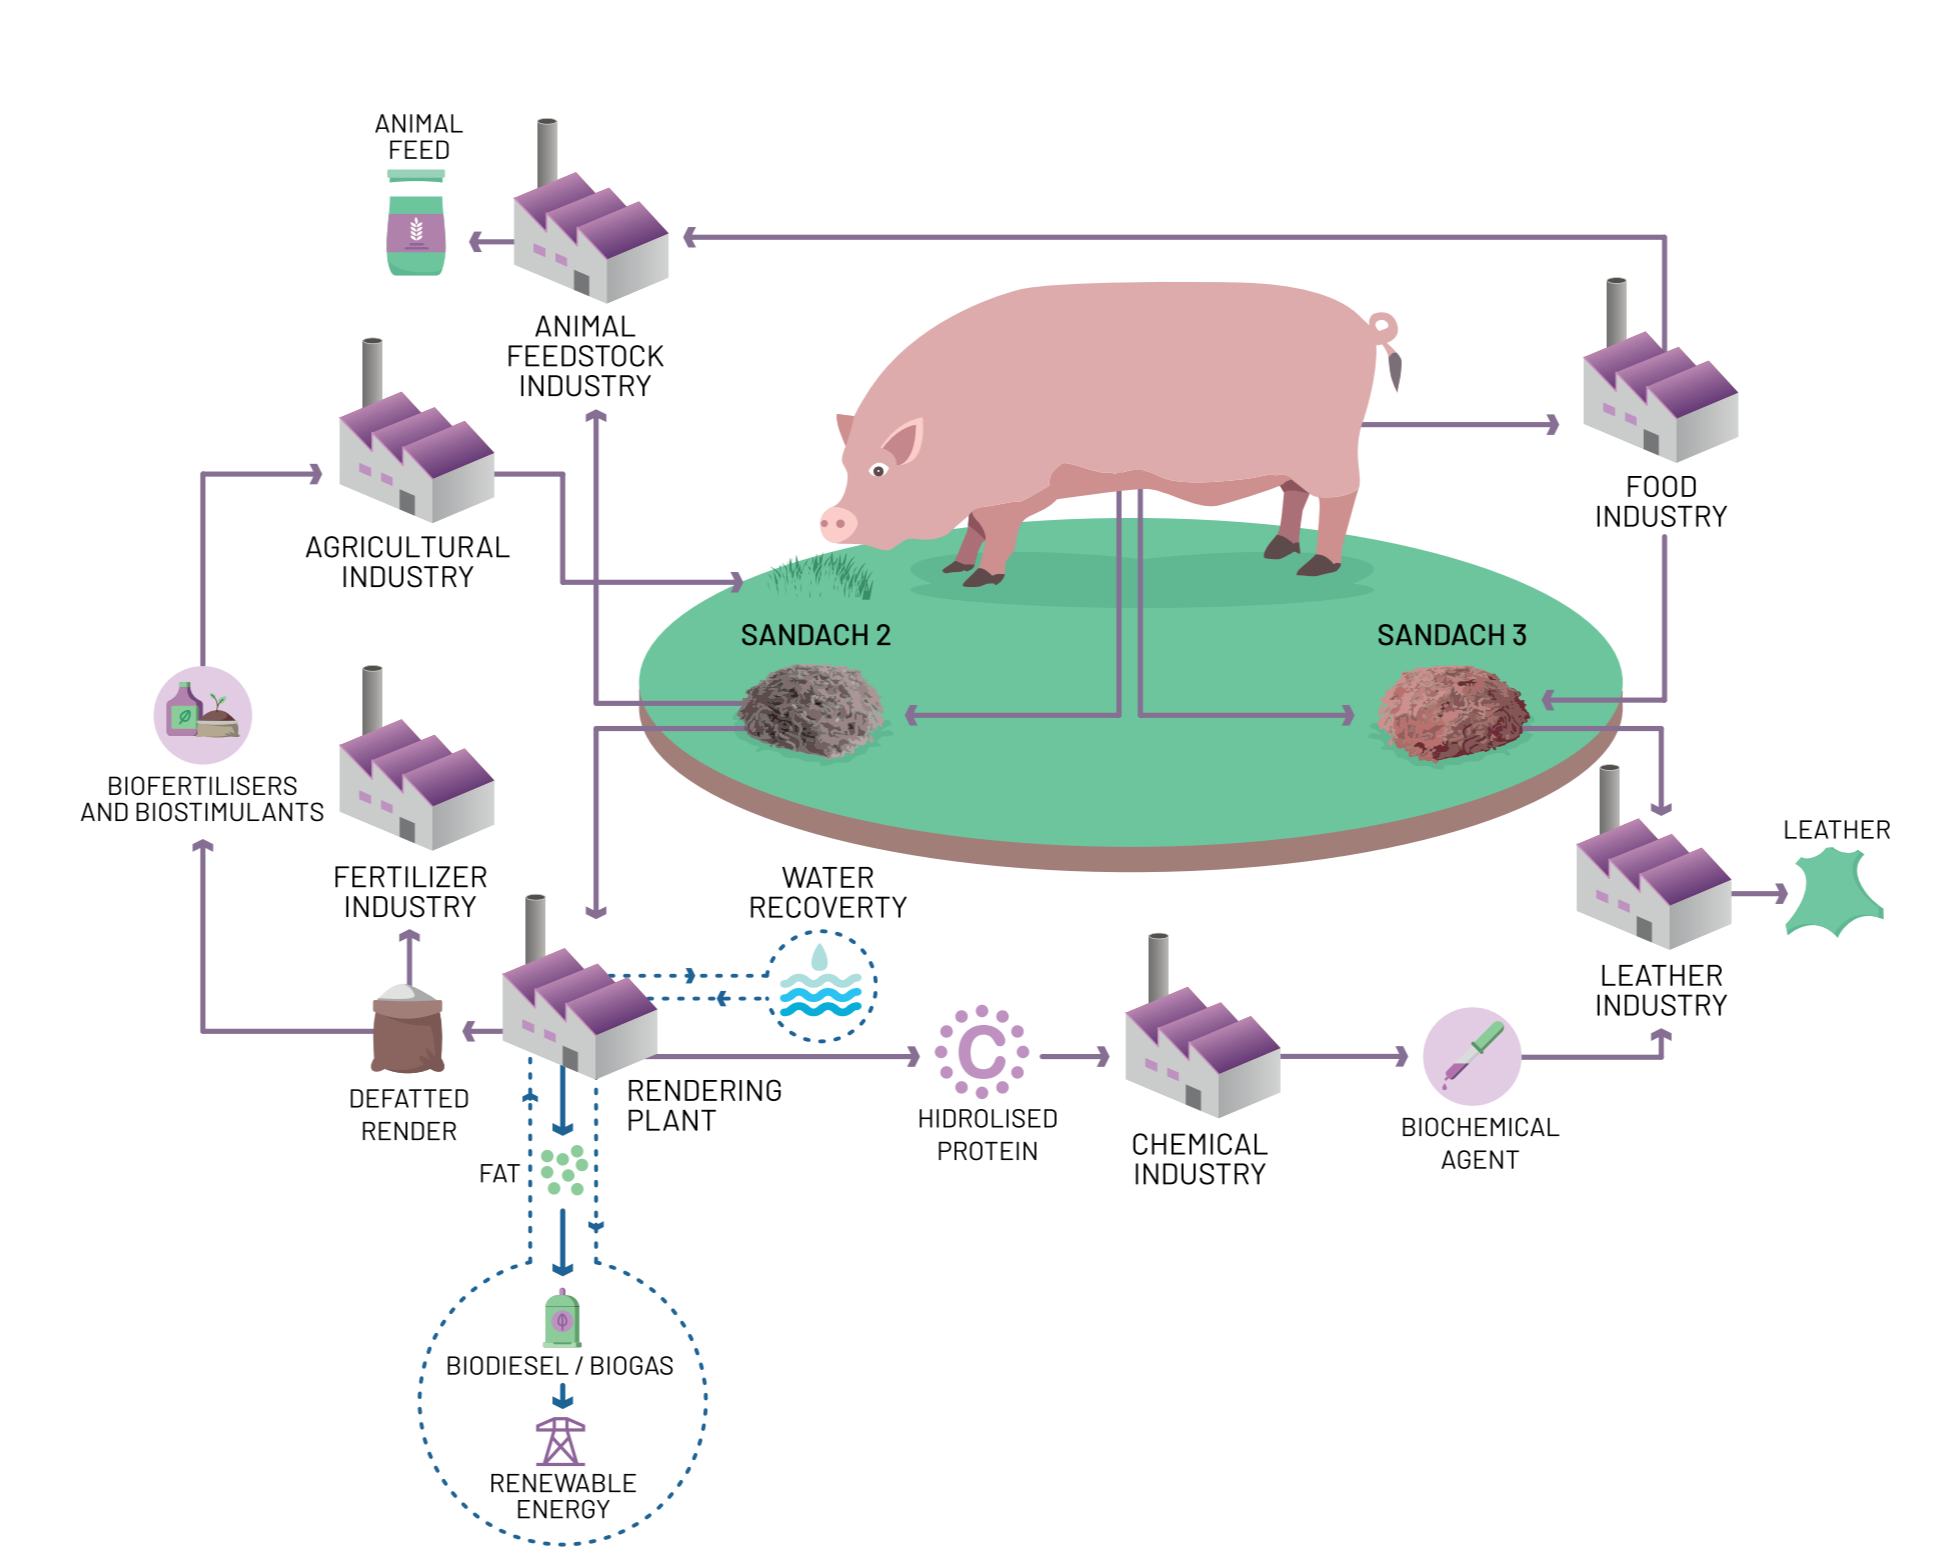 ANIMAL
FEED
ANIMAL
FEEDSTOCK
INDUSTRY
AGRICULTURAL
INDUSTRY
FOOD
INDUSTRY
SANDACH 2
SANDACH 3
BIOFERTILISERS
AND BIOSTIMULANTS
FERTILIZER
INDUSTRY
WATER
RECOVERTY
LEATHER
LEATHER
INDUSTRY
DEFATTED
RENDER
RENDERING
PLANT
C
HIDROLISED
PROTEIN
CHEMICAL
INDUSTRY
BIOCHEMICAL
AGENT
FAT
BIODIESEL / BIOGAS
RENEWABLE
ENERGY